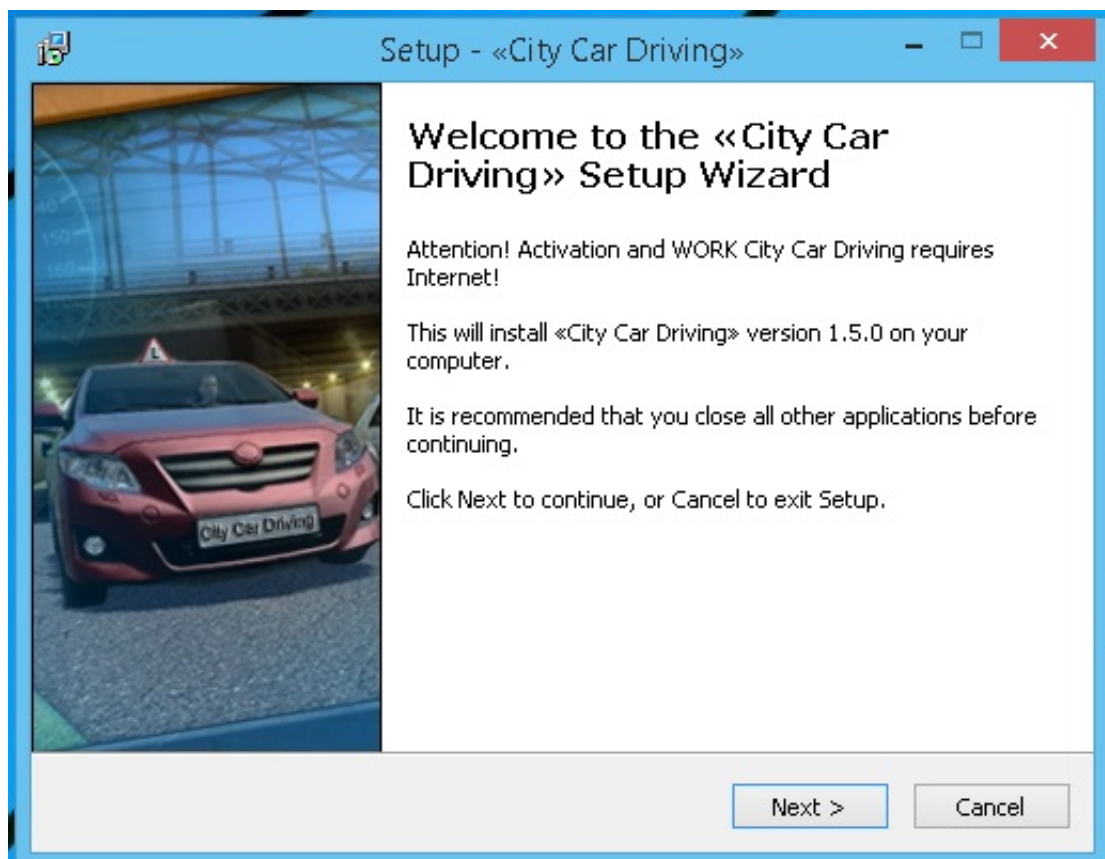 Setup - «City Car Driving»
Welcome to the «City Car
Driving» Setup Wizard
Attention! Activation and WORK City Car Driving requires
Internet!
This will install «City Car Driving» version 1.5.0 on your
computer.
It is recommended that you close all other applications before
continuing.
Click Next to continue, or Cancel to exit Setup.
L
City Car Driving
Next >
Cancel